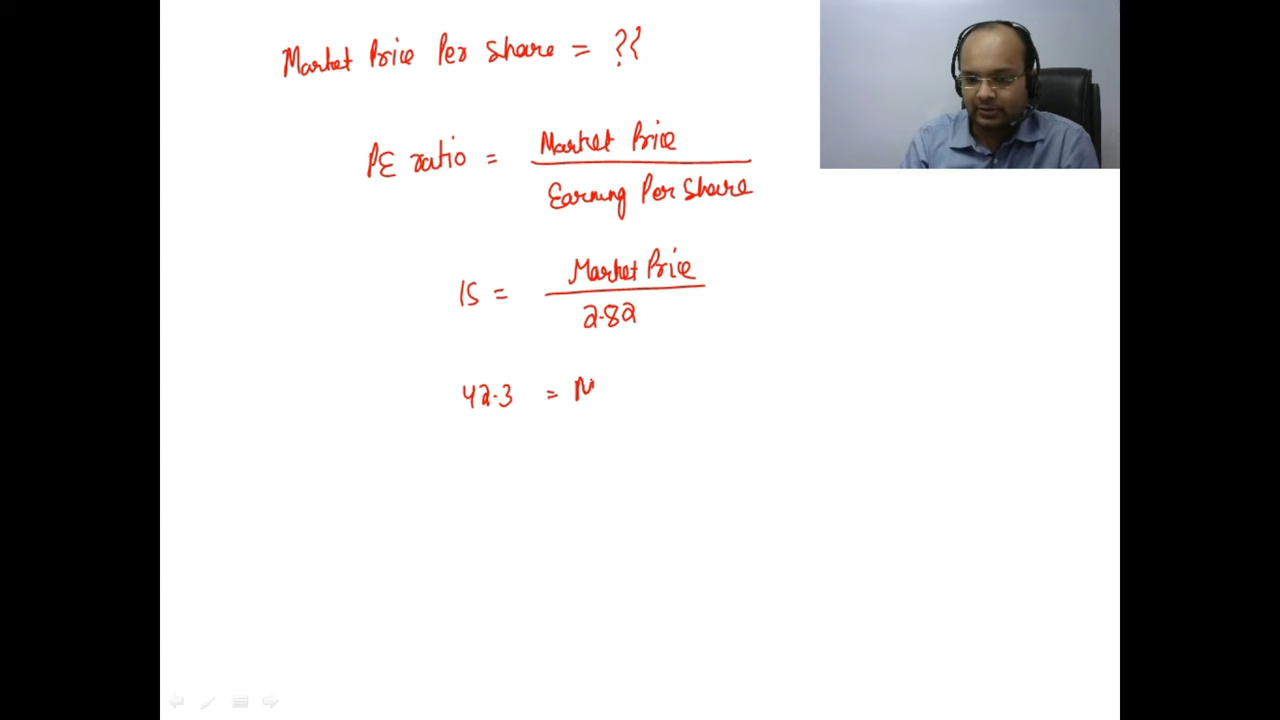 Market Price Per Share = ??
PE ratio = Market Price
Earning Per Share
15 = Market Price
2.82
42.3 = M